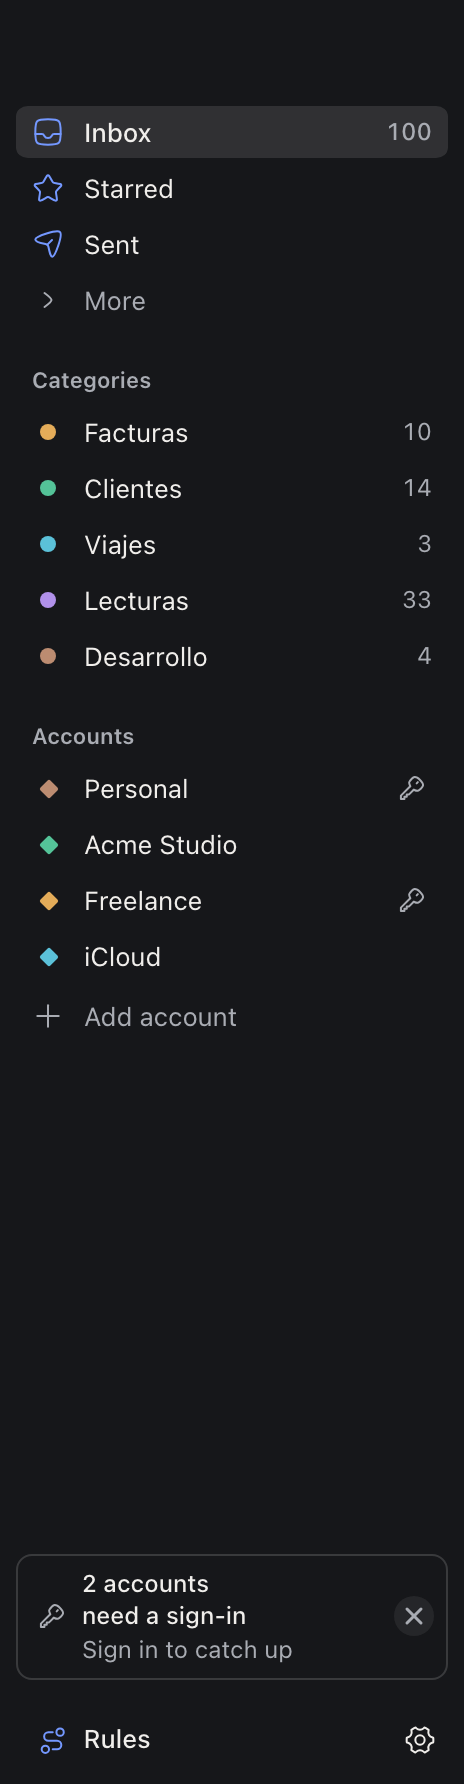 Inbox 100
Starred
Sent
More
Categories
Facturas 10
Clientes 14
Viajes 3
Lecturas 33
Desarrollo 4
Accounts
Personal
Acme Studio
Freelance
iCloud
Add account
2 accounts
need a sign-in
Sign in to catch up
Rules